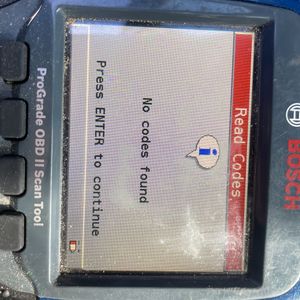 BOSCH
Read Codes
No codes found
Press ENTER to continue
ProGrade OBD II Scan Tool